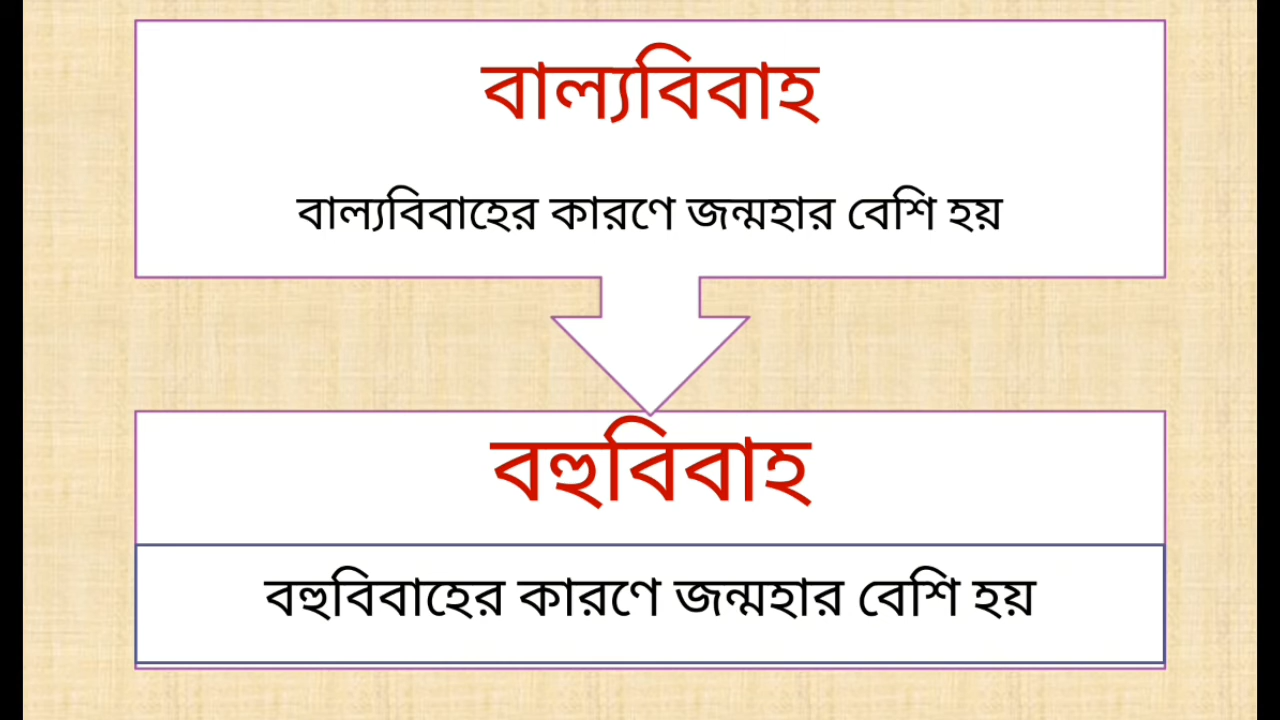 বাল্যবিবাহ
বাল্যবিবাহের কারণে জন্মহার বেশি হয়
বহুবিবাহ
বহুবিবাহের কারণে জন্মহার বেশি হয়